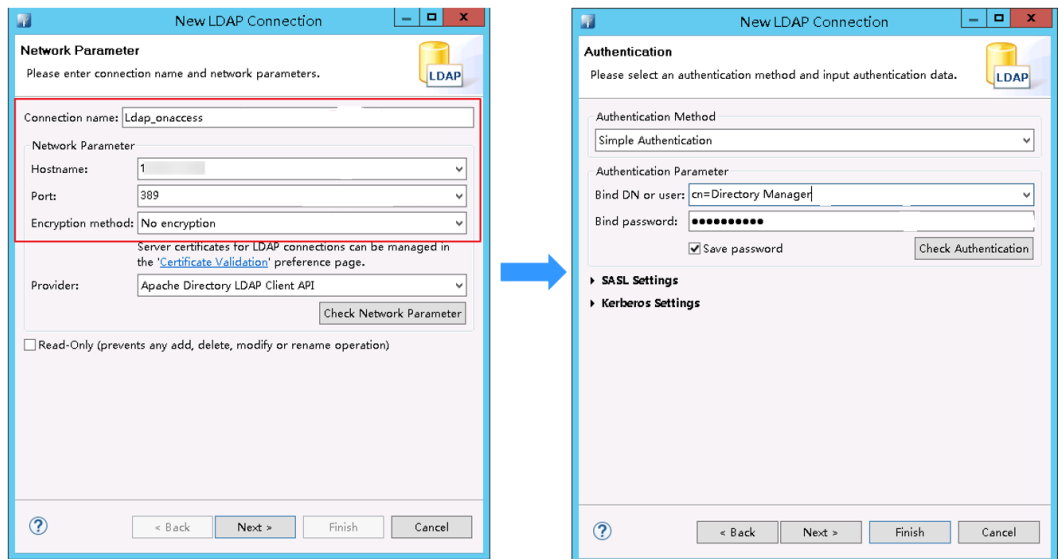 New LDAP Connection
Network Parameter
Please enter connection name and network parameters.
LDAP
Connection name: Ldap_onaccess
Network Parameter
Hostname: 1
Port: 389
Encryption method: No encryption
Server certificates for LDAP connections can be managed in
the 'Certificate Validation' preference page.
Provider: Apache Directory LDAP Client API
Check Network Parameter
Read-Only (prevents any add, delete, modify or rename operation)
? < Back Next > Finish Cancel
New LDAP Connection
Authentication
Please select an authentication method and input authentication data.
LDAP
Authentication Method
Simple Authentication
Authentication Parameter
Bind DN or user: cn=Directory Manager
Bind password: ●●●●●●●●●●
Save password Check Authentication
SASL Settings
Kerberos Settings
? < Back Next > Finish Cancel